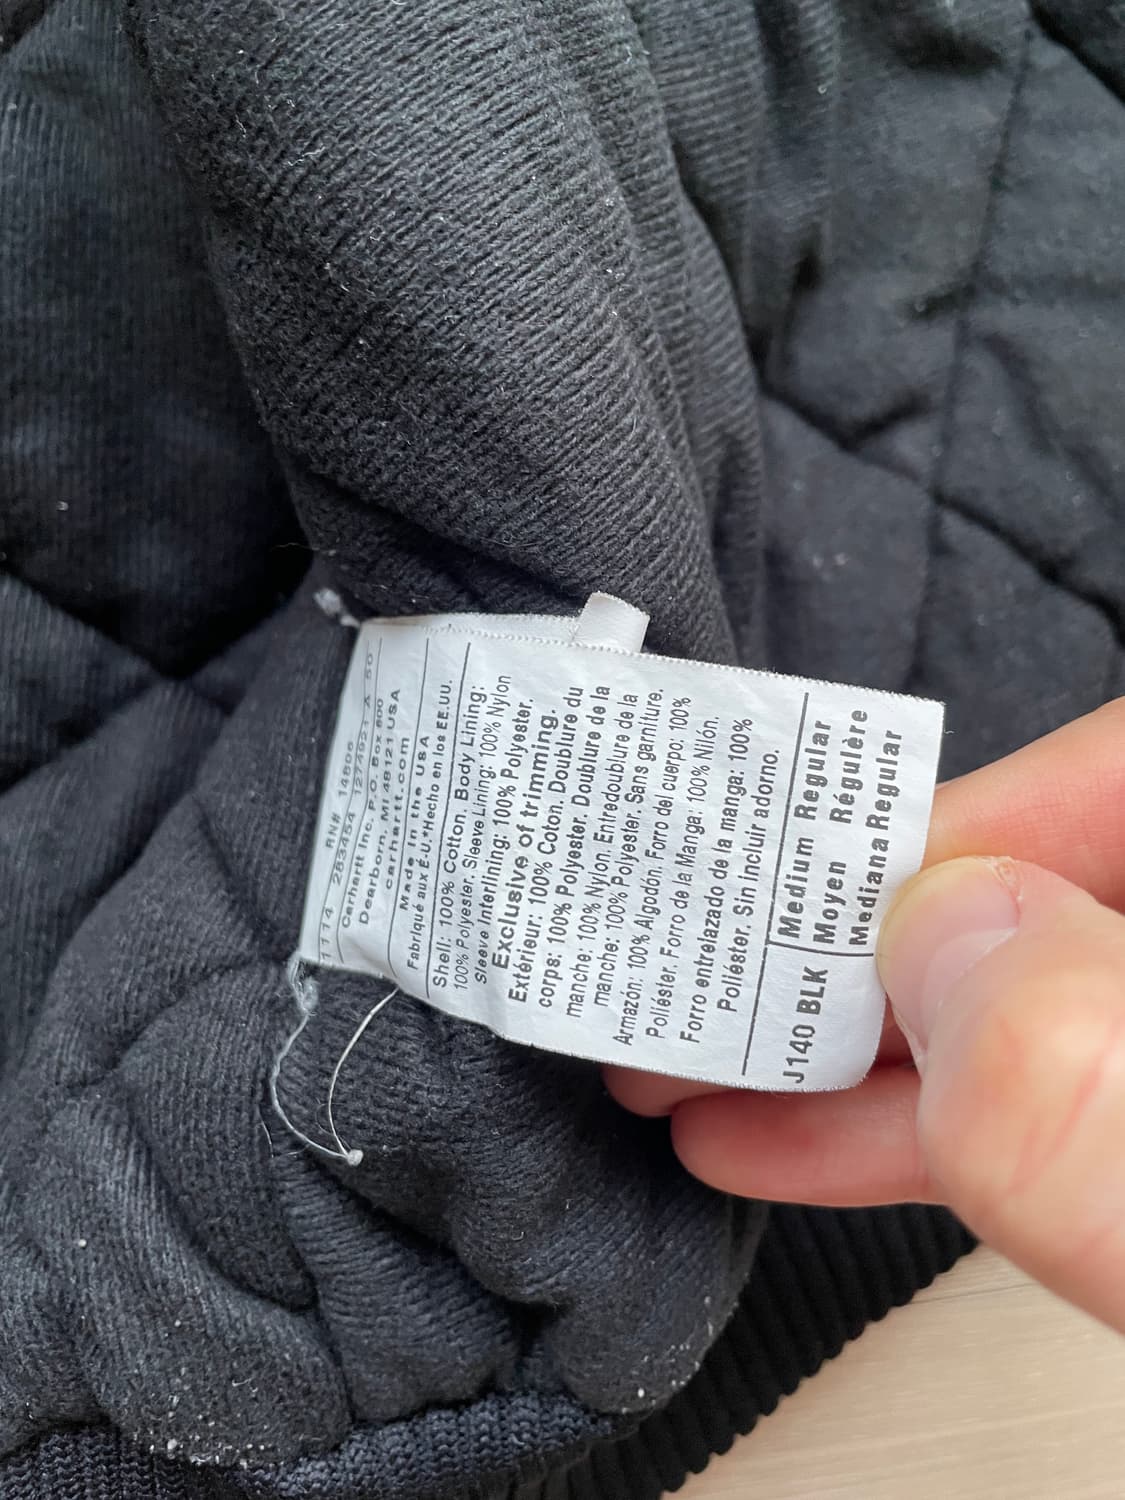 1114 RN# 14806
283454 1274921 A 50
Carhartt Inc. P.O. Box 600
Dearborn, MI 48121 USA
carhartt.com
Made in the USA
Fabriqué aux É.U.*Hecho en los EE.UU.
Shell: 100% Cotton. Body Lining:
100% Polyester. Sleeve Lining: 100% Nylon
Sleeve Interlining: 100% Polyester.
Exclusive of trimming.
Extérieur: 100% Coton. Doublure du
corps: 100% Polyester. Doublure de la
manche: 100% Nylon. Entredoublure de la
manche: 100% Polyester. Sans garniture.
Armazón: 100% Algodón. Forro del cuerpo: 100%
Poliéster. Forro de la Manga: 100% Nilón.
Forro entrelazado de la manga: 100%
Poliéster. Sin incluir adorno.
J140 BLK
Medium Regular
Moyen Régulère
Mediana Regular